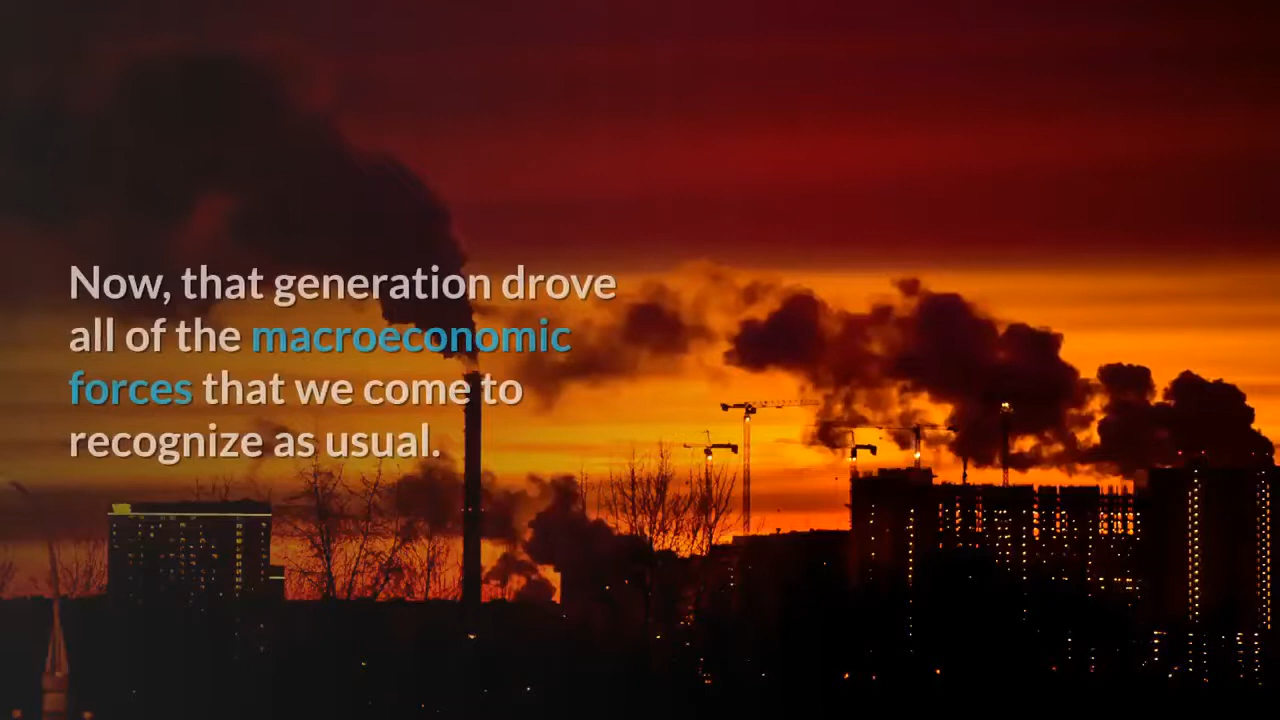 Now, that generation drove
all of the macroeconomic
forces that we come to
recognize as usual.